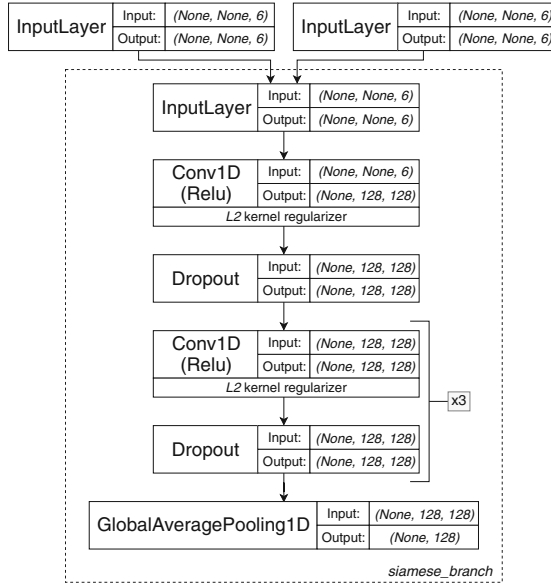 InputLayer Input: (None, None, 6)
Output: (None, None, 6)
InputLayer Input: (None, None, 6)
Output: (None, None, 6)
InputLayer Input: (None, None, 6)
Output: (None, None, 6)
Conv1D (Relu) Input: (None, None, 6)
Output: (None, 128, 128)
L2 kernel regularizer
Dropout Input: (None, 128, 128)
Output: (None, 128, 128)
Conv1D (Relu) Input: (None, 128, 128)
Output: (None, 128, 128)
L2 kernel regularizer
x3
Dropout Input: (None, 128, 128)
Output: (None, 128, 128)
GlobalAveragePooling1D Input: (None, 128, 128)
Output: (None, 128)
siamese_branch